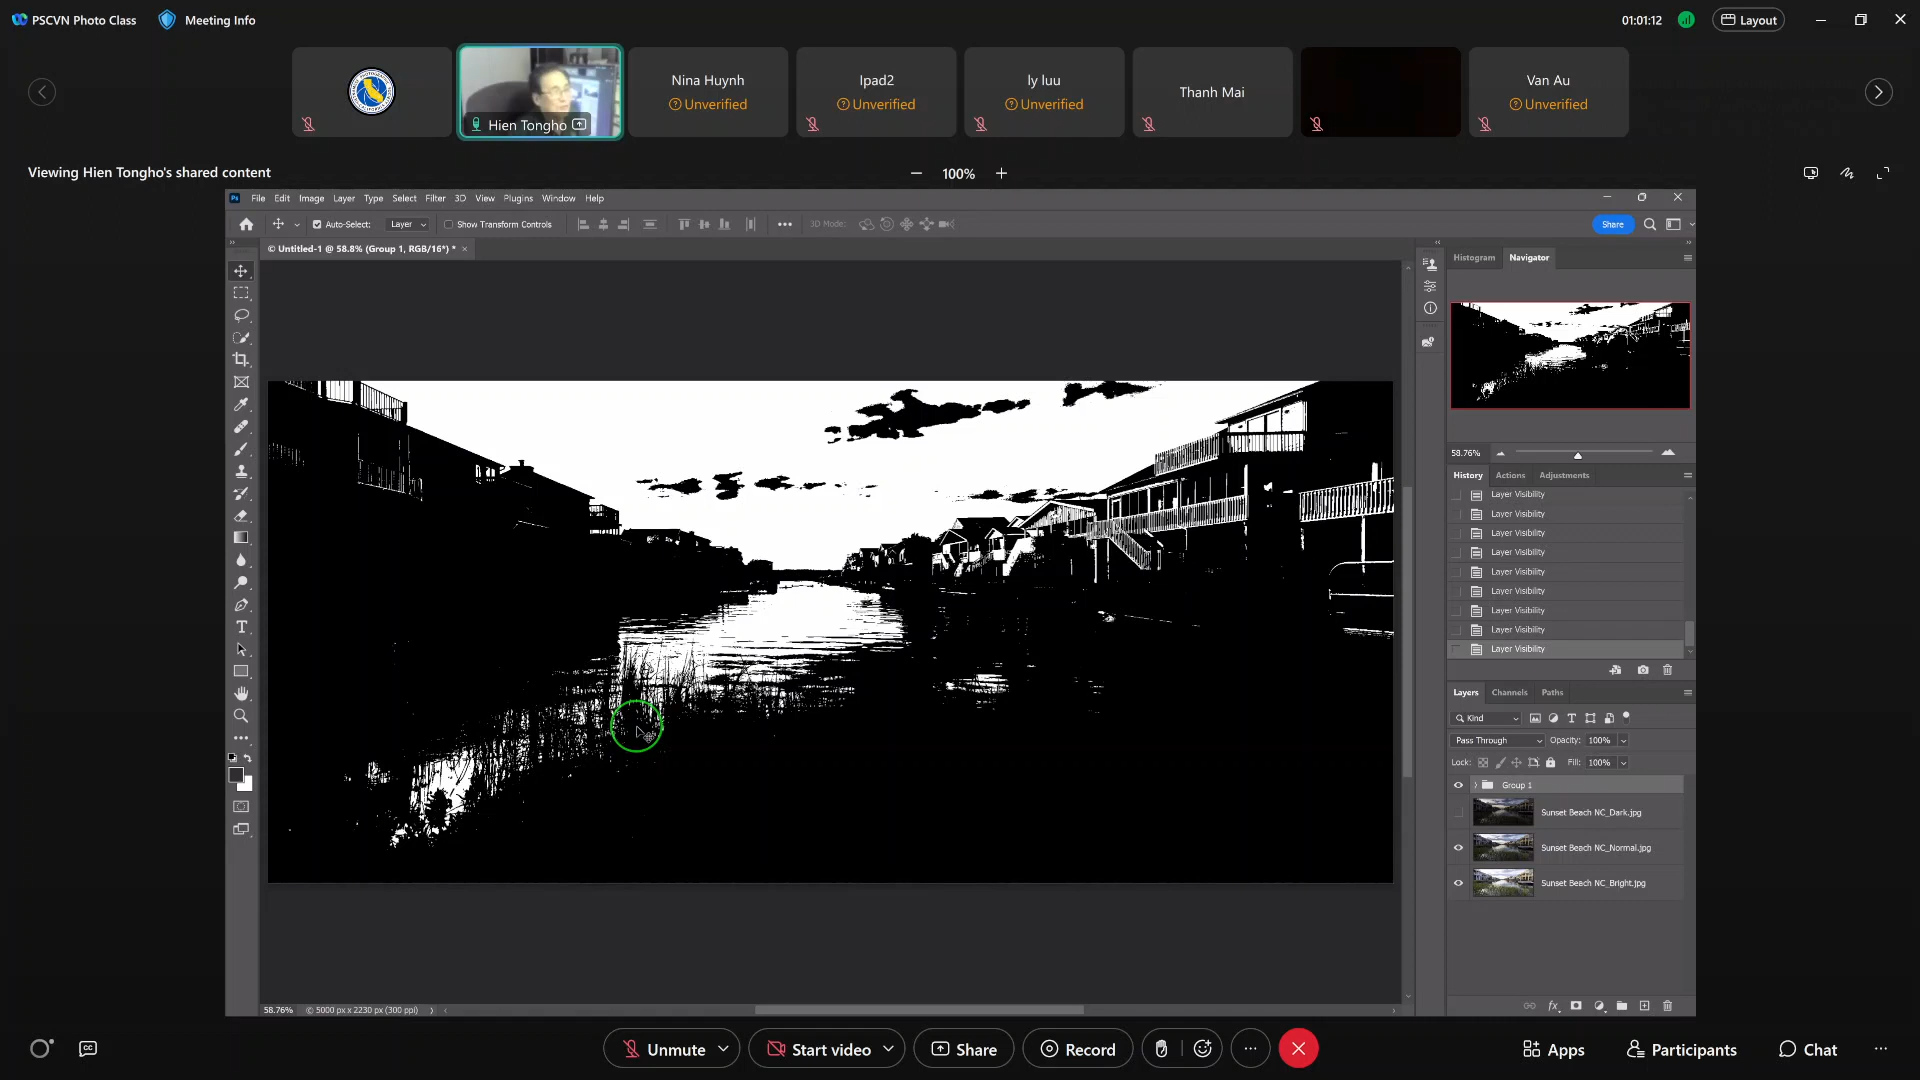 PSCVN Photo Class
Meeting Info
01:01:12
Layout
Hien Tongho
Nina Huynh
Unverified
Ipad2
Unverified
ly luu
Unverified
Thanh Mai
Van Au
Unverified
Viewing Hien Tongho's shared content
100%
Ps File Edit Image Layer Type Select Filter 3D View Plugins Window Help
Auto-Select: Layer Show Transform Controls 3D Mode: Share
© Untitled-1 @ 58.8% (Group 1, RGB/16*) * ×
Histogram Navigator
58.76%
History Actions Adjustments
Layer Visibility
Layer Visibility
Layer Visibility
Layer Visibility
Layer Visibility
Layer Visibility
Layer Visibility
Layer Visibility
Layer Visibility
Layers Channels Paths
Kind
Pass Through Opacity: 100%
Lock: Fill: 100%
Group 1
Sunset Beach NC_Dark.jpg
Sunset Beach NC_Normal.jpg
Sunset Beach NC_Bright.jpg
58.76% © 5000 px x 2230 px (300 ppi)
fx
CC
Unmute
Start video
Share
Record
Apps
Participants
Chat